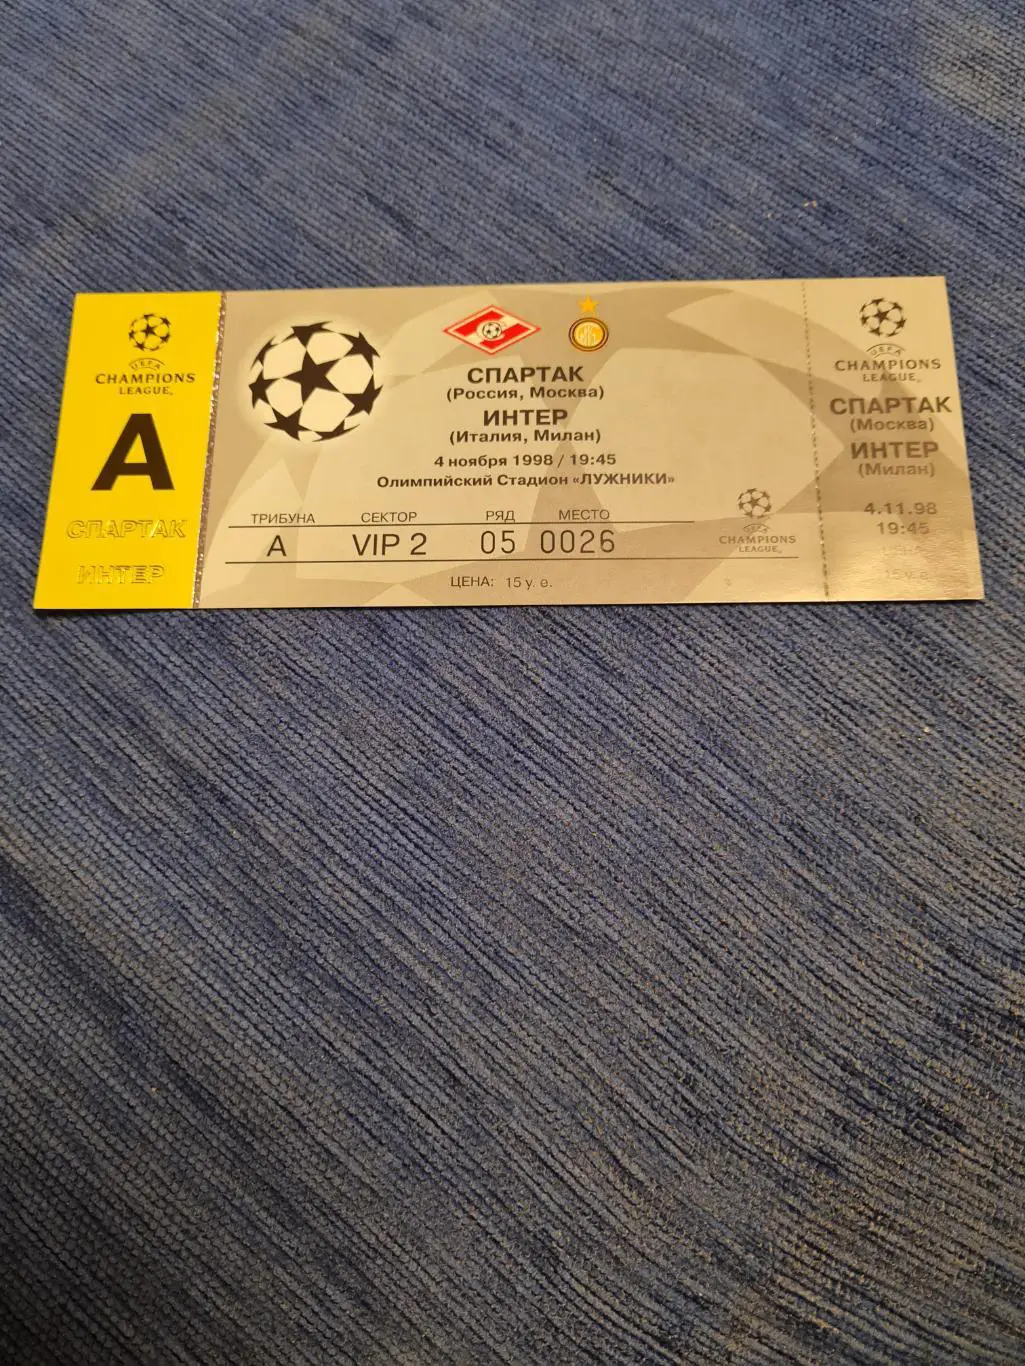 UEFA
CHAMPIONS
LEAGUE
A
СПАРТАК
ИНТЕР
СПАРТАК
(Россия, Москва)
ИНТЕР
(Италия, Милан)
4 ноября 1998 / 19:45
Олимпийский Стадион «ЛУЖНИКИ»
ТРИБУНА СЕКТОР РЯД МЕСТО
A VIP 2 05 0026
ЦЕНА: 15 у. е.
UEFA
CHAMPIONS
LEAGUE
UEFA
CHAMPIONS
LEAGUE
СПАРТАК
(Москва)
ИНТЕР
(Милан)
4.11.98
19:45